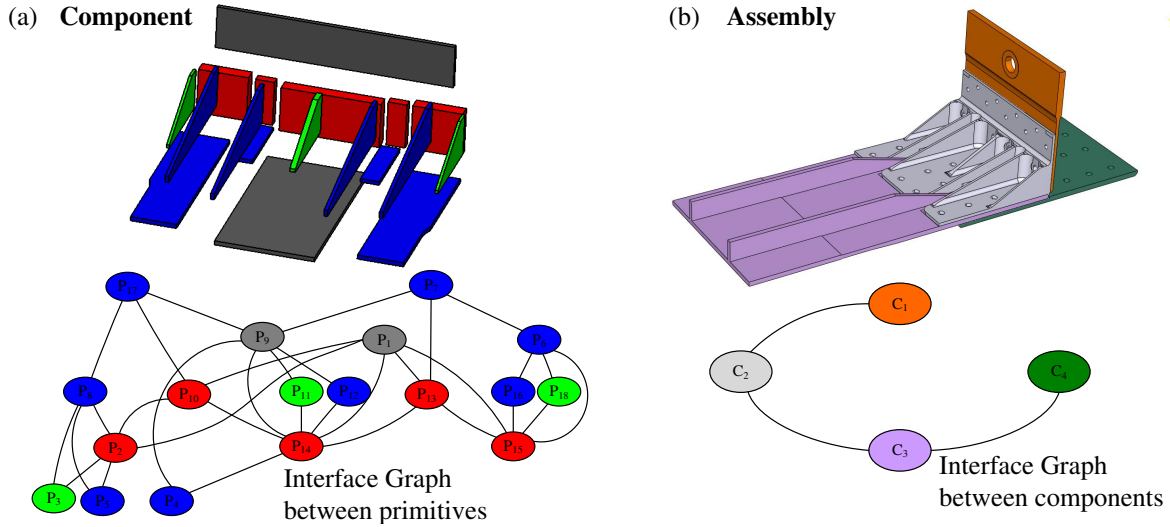 (a) Component
(b) Assembly
P17
P7
P9
P1
P6
P8
P10
P11
P12
P13
P16
P18
P2
P14
P15
P3
P5
P4
Interface Graph
between primitives
C1
C2
C4
C3
Interface Graph
between components